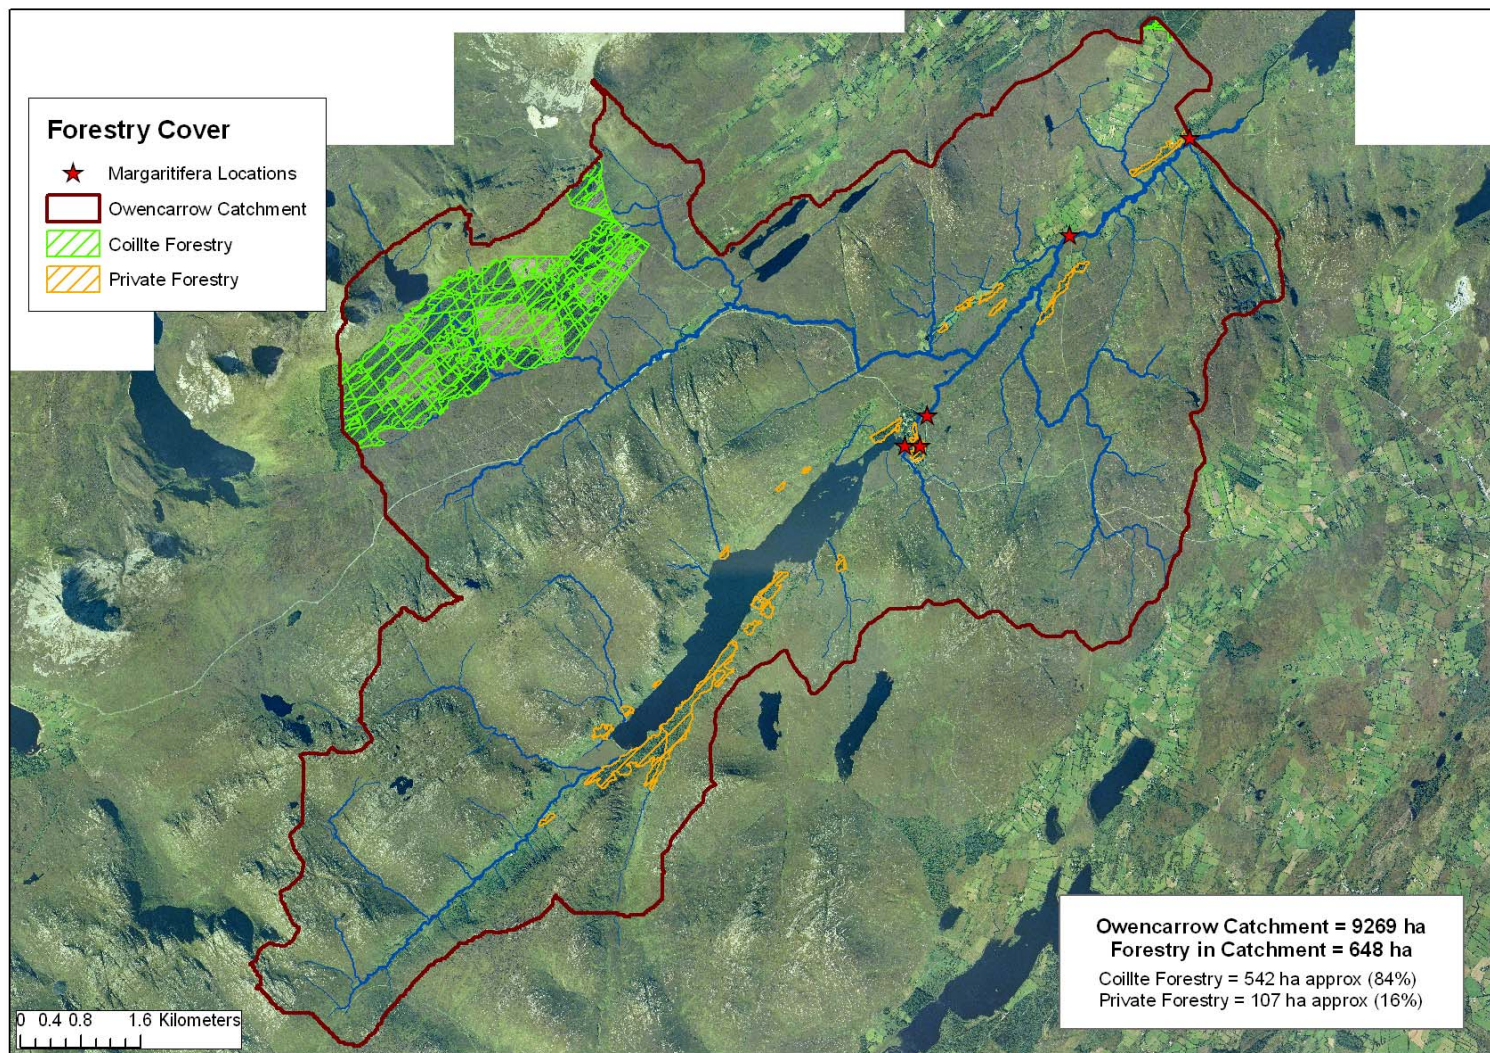 Forestry Cover
Margaritifera Locations
Owencarrow Catchment
Coillte Forestry
Private Forestry
Owencarrow Catchment = 9269 ha
Forestry in Catchment = 648 ha
Coillte Forestry = 542 ha approx (84%)
Private Forestry = 107 ha approx (16%)
0 0.4 0.8 1.6 Kilometers